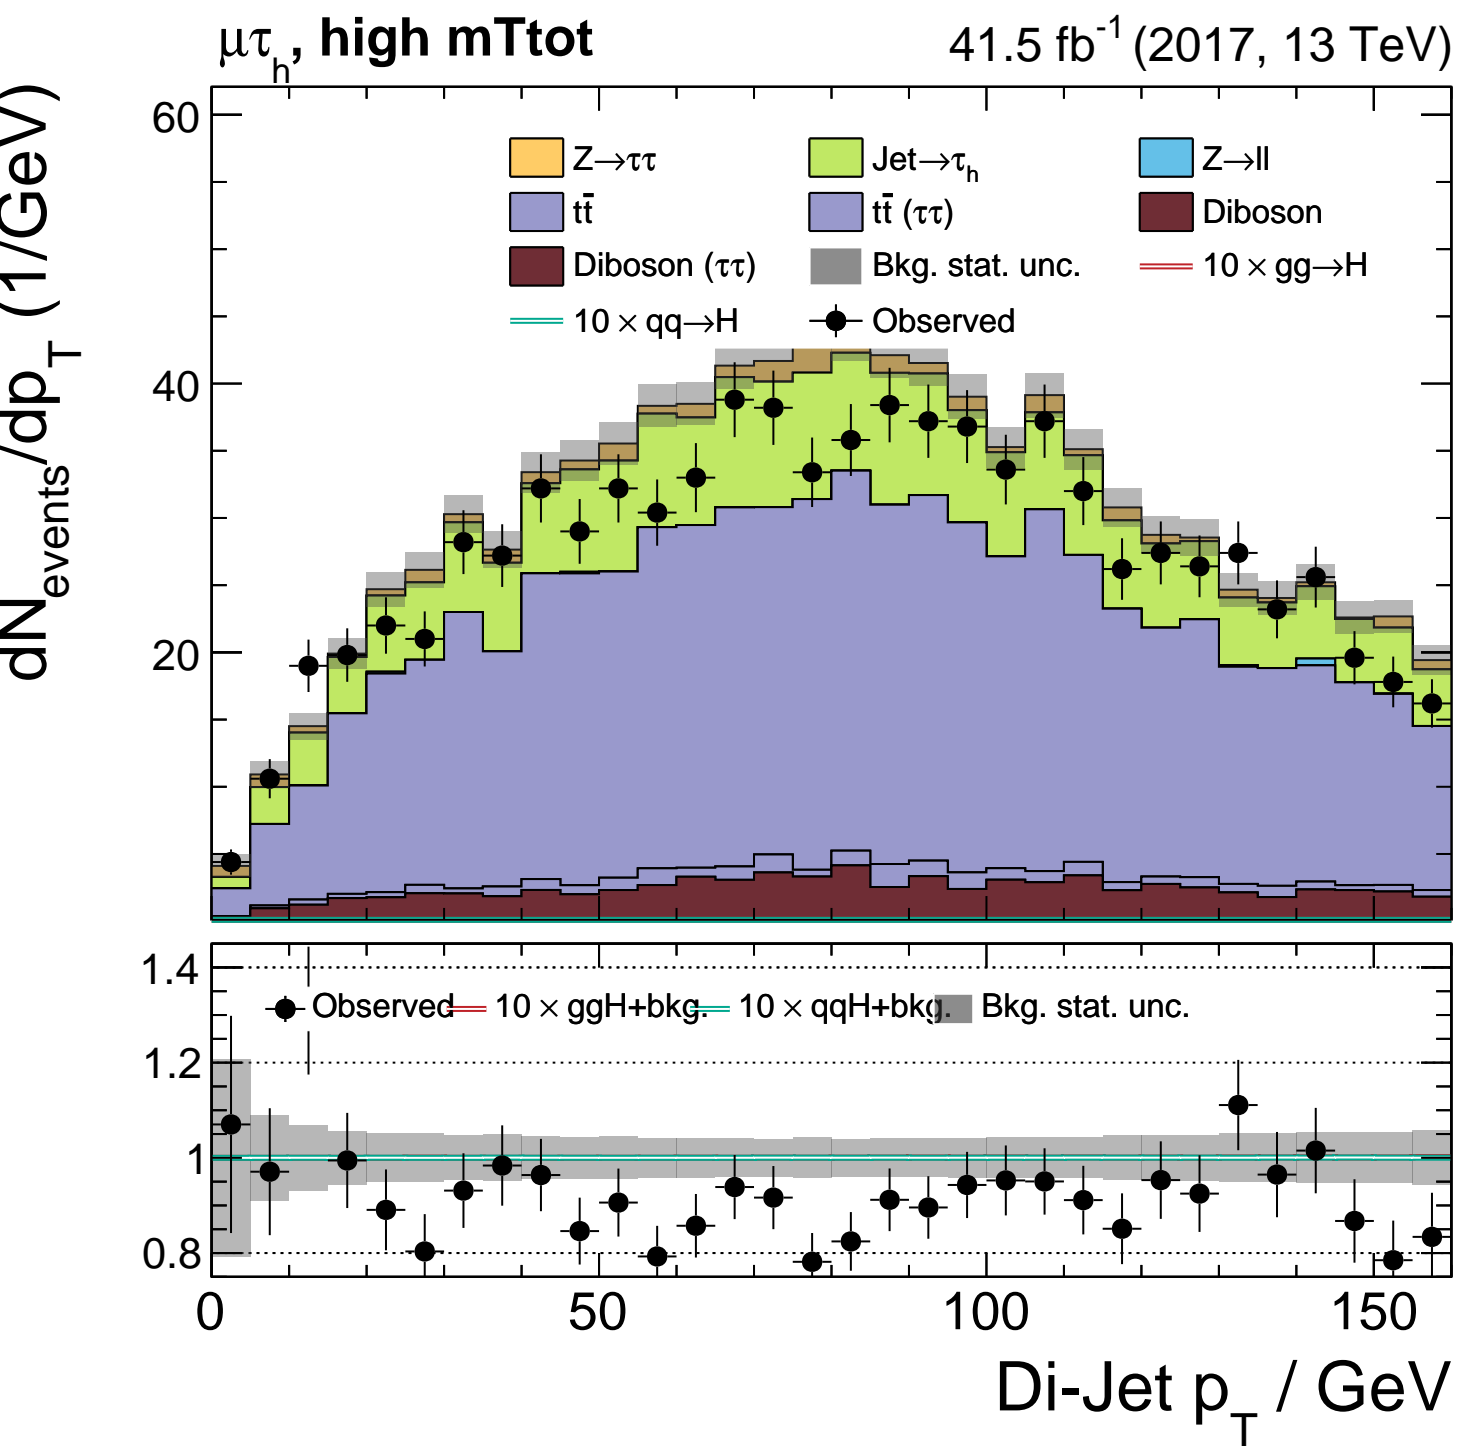 μτh, high mTtot 41.5 fb-1 (2017, 13 TeV)
dNevents/dpT (1/GeV)
60
40
20
Z→ττ Jet→τh Z→ll
tt̄ tt̄ (ττ) Diboson
Diboson (ττ) Bkg. stat. unc. 10 × gg→H
10 × qq→H Observed
1.4
1.2
1
0.8
Observed 10 × ggH+bkg. 10 × qqH+bkg. Bkg. stat. unc.
0 50 100 150
Di-Jet pT / GeV